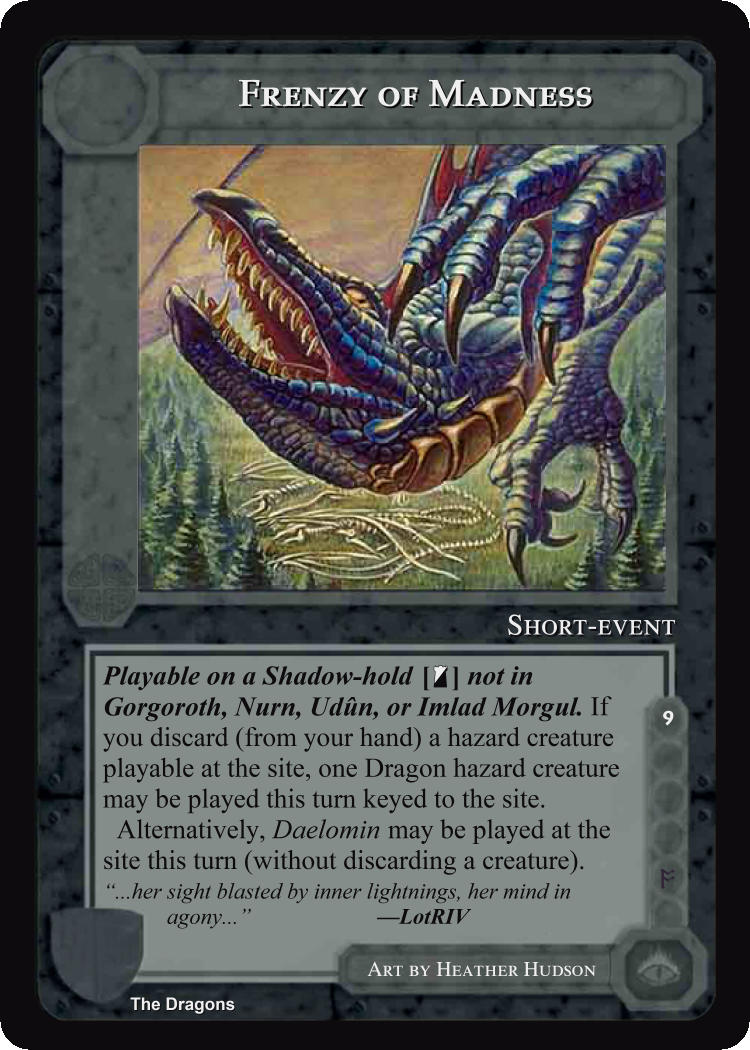 Frenzy of Madness
Short-event
Playable on a Shadow-hold [] not in
Gorgoroth, Nurn, Udûn, or Imlad Morgul. If
you discard (from your hand) a hazard creature
playable at the site, one Dragon hazard creature
may be played this turn keyed to the site.
Alternatively, Daelomin may be played at the
site this turn (without discarding a creature).
“...her sight blasted by inner lightnings, her mind in
agony...” —LotRIV
9
ᚩ
Art by Heather Hudson
The Dragons